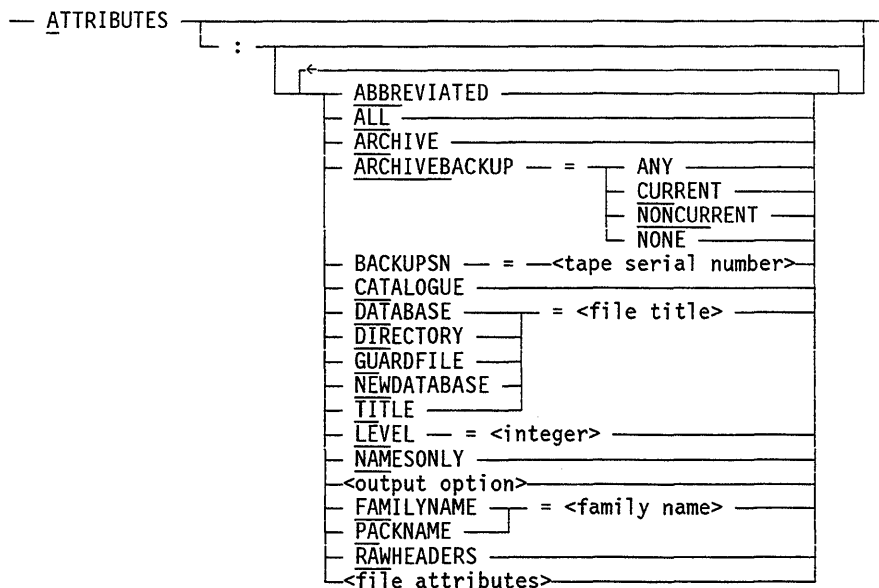 ATTRIBUTES
:
ABBREVIATED
ALL
ARCHIVE
ARCHIVEBACKUP = ANY
CURRENT
NONCURRENT
NONE
BACKUPSN = <tape serial number>
CATALOGUE
DATABASE = <file title>
DIRECTORY
GUARDFILE
NEWDATABASE
TITLE
LEVEL = <integer>
NAMESONLY
<output option>
FAMILYNAME = <family name>
PACKNAME
RAWHEADERS
<file attributes>